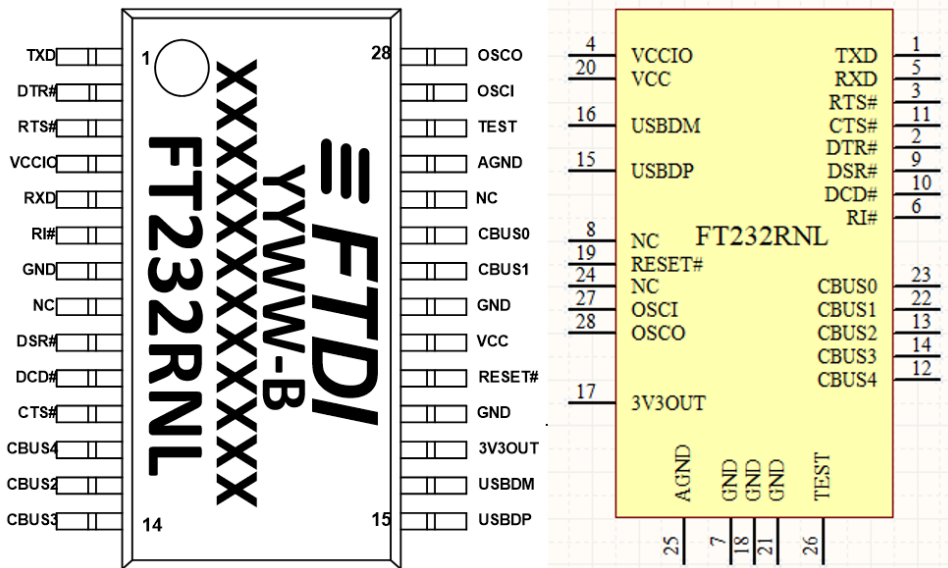 TXD
DTR#
RTS#
VCCIO
RXD
RI#
GND
NC
DSR#
DCD#
CTS#
CBUS4
CBUS2
CBUS3
1
14
28
15
FT232RNL
XXXXXXXXXXXX
YYWW-B
FTDI
OSCO
OSCI
TEST
AGND
NC
CBUS0
CBUS1
GND
VCC
RESET#
GND
3V3OUT
USBDM
USBDP
4 VCCIO
20 VCC
16 USBDM
15 USBDP
8 NC
19 RESET#
24 NC
27 OSCI
28 OSCO
17 3V3OUT
FT232RNL
TXD 1
RXD 5
RTS# 3
CTS# 11
DTR# 2
DSR# 9
DCD# 10
RI# 6
CBUS0 23
CBUS1 22
CBUS2 13
CBUS3 14
CBUS4 12
AGND 25
GND 7
GND 18
GND 21
TEST 26